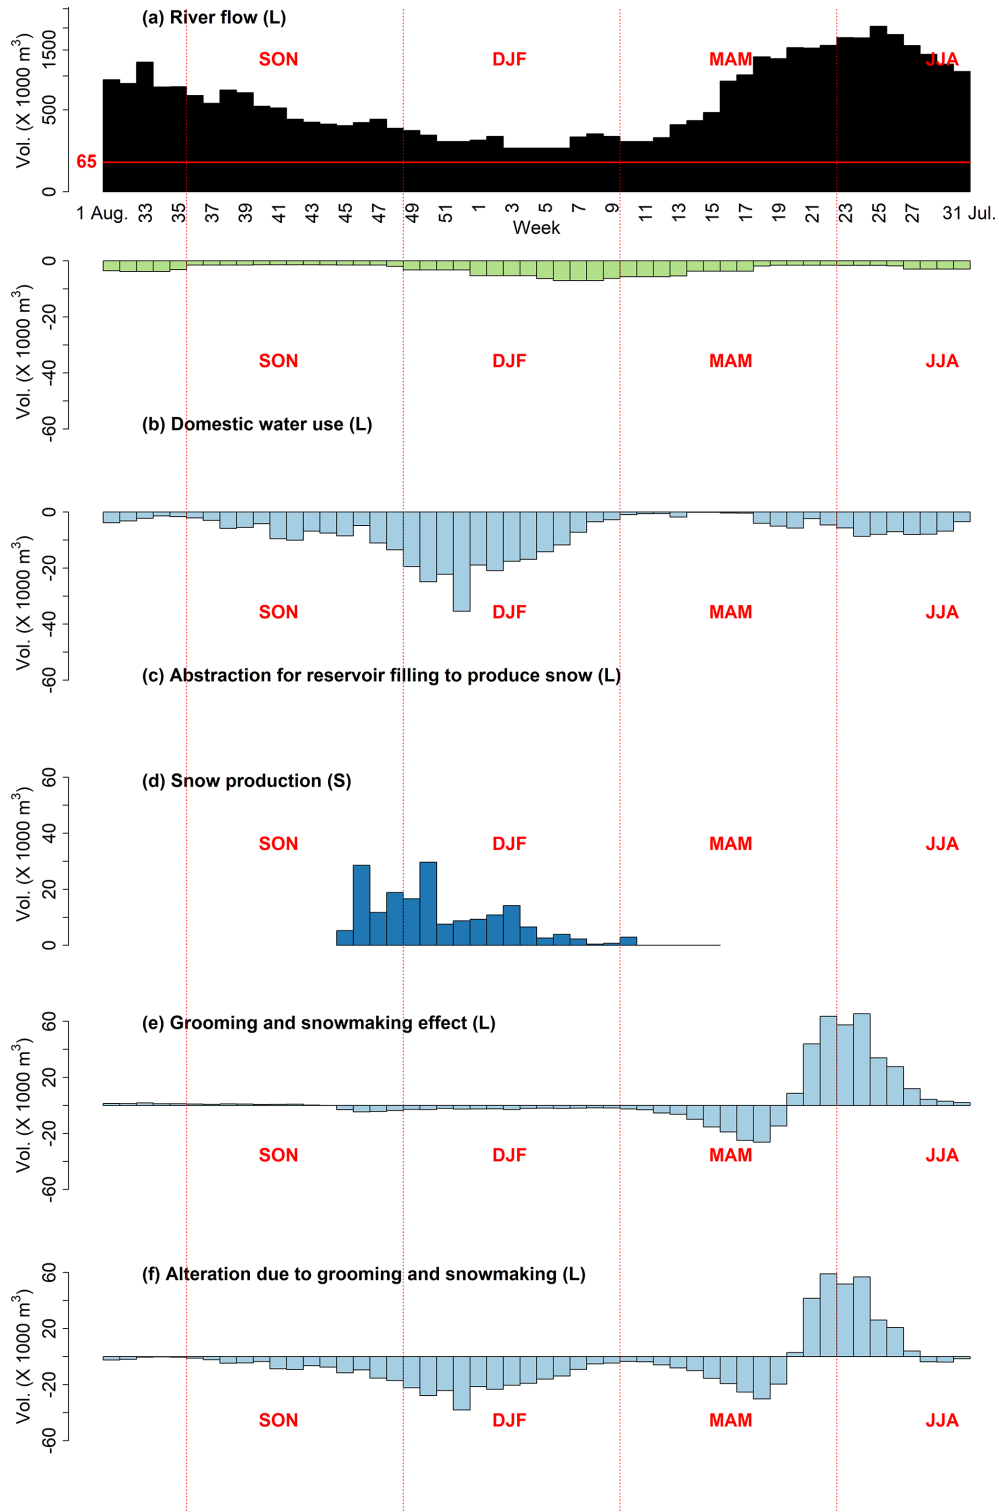 (a) River flow (L)
Vol. (X 1000 m³)
0 500 1500
65
SON DJF MAM JJA
1 Aug. 33 35 37 39 41 43 45 47 49 51 1 3 5 7 9 11 13 15 17 19 21 23 25 27 31 Jul.
Week
Vol. (X 1000 m³)
0 -20 -40 -60
SON DJF MAM JJA
(b) Domestic water use (L)
Vol. (X 1000 m³)
0 -20 -40 -60
SON DJF MAM JJA
(c) Abstraction for reservoir filling to produce snow (L)
(d) Snow production (S)
Vol. (X 1000 m³)
60 40 20 0
SON DJF MAM JJA
(e) Grooming and snowmaking effect (L)
Vol. (X 1000 m³)
60 20 -20 -60
SON DJF MAM JJA
(f) Alteration due to grooming and snowmaking (L)
Vol. (X 1000 m³)
60 20 -20 -60
SON DJF MAM JJA